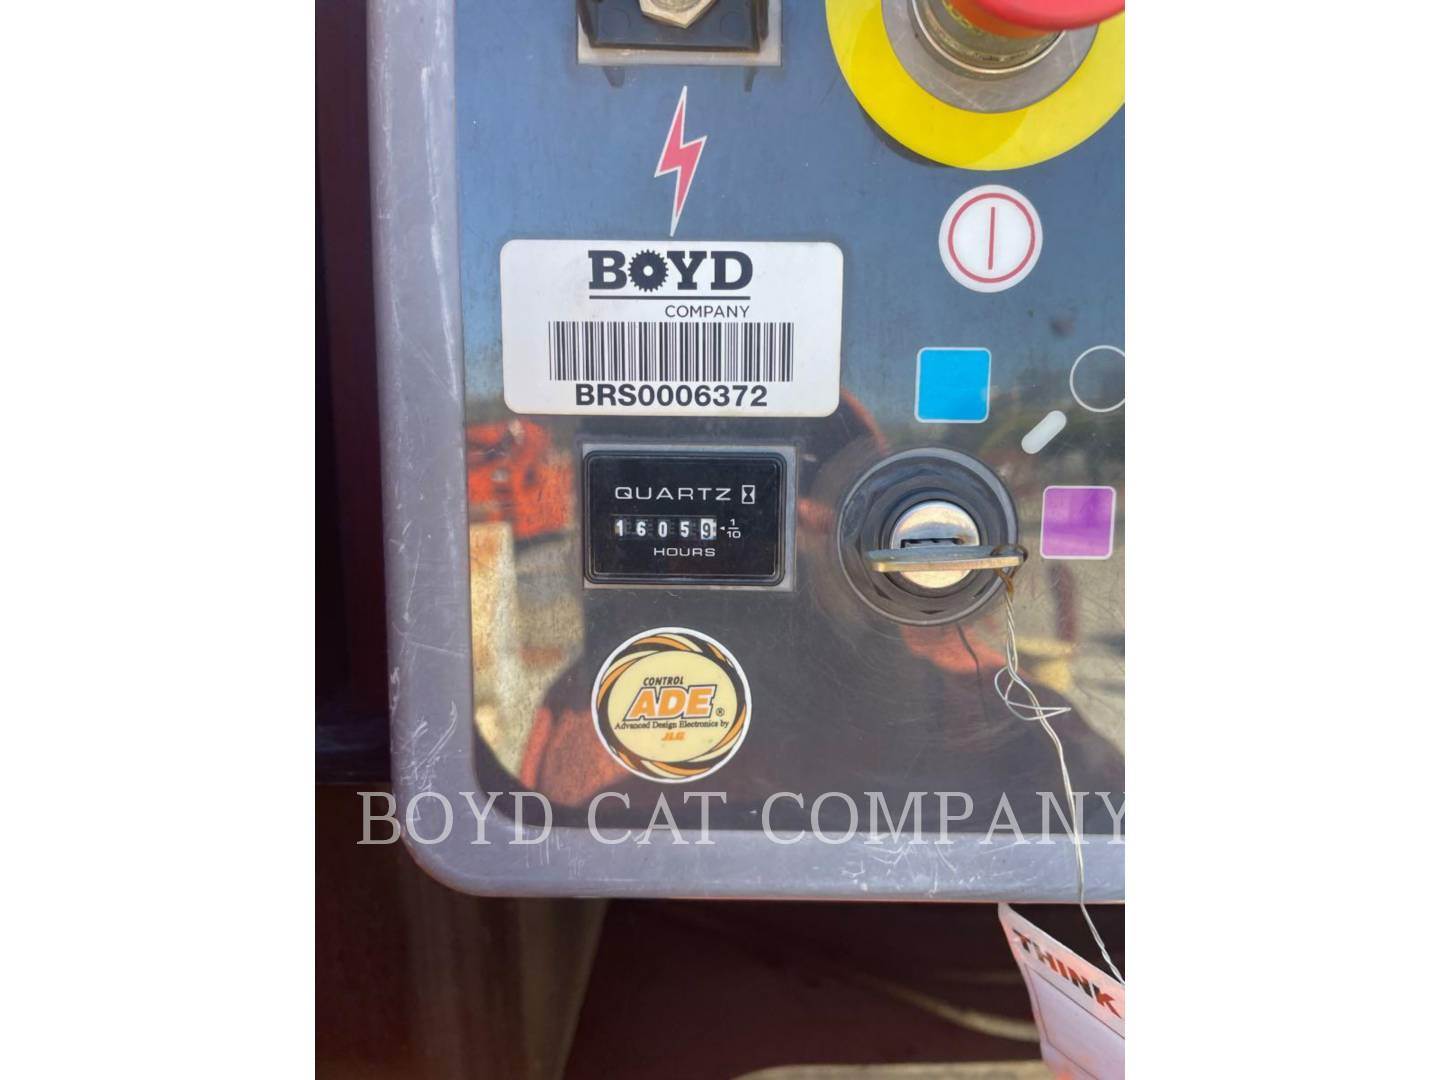 BOYD
COMPANY
BRS0006372
QUARTZ
16059 1/10
HOURS
CONTROL
ADE®
Advanced Design Electronics by
JLG
BOYD CAT COMPANY
THINK